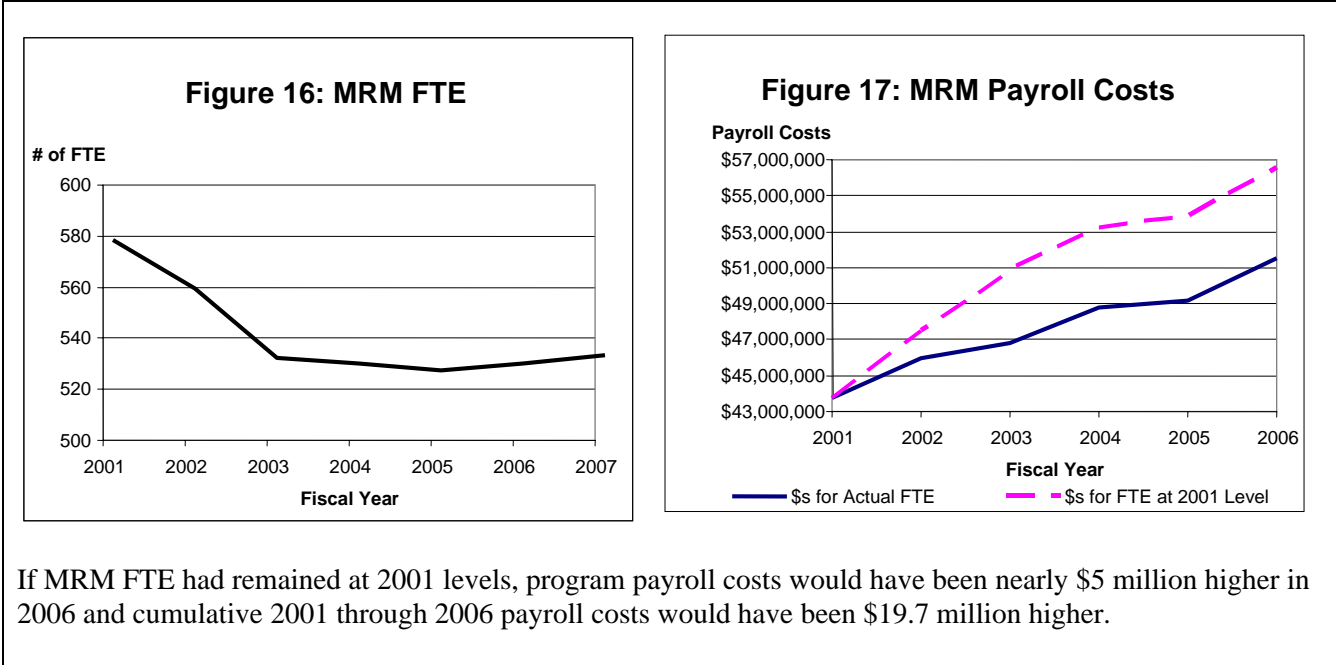 Figure 16: MRM FTE
# of FTE
600
580
560
540
520
500
2001 2002 2003 2004 2005 2006 2007
Fiscal Year
Figure 17: MRM Payroll Costs
Payroll Costs
$57,000,000
$55,000,000
$53,000,000
$51,000,000
$49,000,000
$47,000,000
$45,000,000
$43,000,000
2001 2002 2003 2004 2005 2006
Fiscal Year
$s for Actual FTE $s for FTE at 2001 Level
If MRM FTE had remained at 2001 levels, program payroll costs would have been nearly $5 million higher in
2006 and cumulative 2001 through 2006 payroll costs would have been $19.7 million higher.